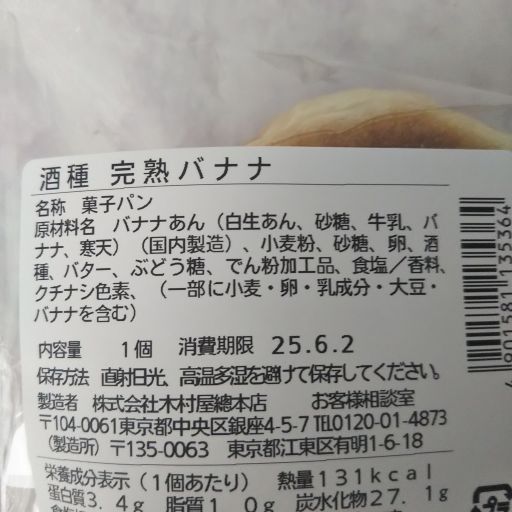 酒種 完熟バナナ
名称 菓子パン
原材料名 バナナあん（白生あん、砂糖、牛乳、バ
ナナ、寒天）（国内製造）、小麦粉、砂糖、卵、酒
種、バター、ぶどう糖、でん粉加工品、食塩／香料、
クチナシ色素、（一部に小麦・卵・乳成分・大豆・
バナナを含む）
内容量 1個 消費期限 25.6.2
保存方法 直射日光、高温多湿を避けて保存してください。
製造者 株式会社木村屋總本店 お客様相談室
〒104-0061東京都中央区銀座4-5-7 TEL0120-01-4873
（製造所）〒135-0063 東京都江東区有明1-6-18
栄養成分表示（1個あたり） 熱量131kcal
蛋白質3.4g 脂質1.0g 炭水化物27.1g
4901581135364